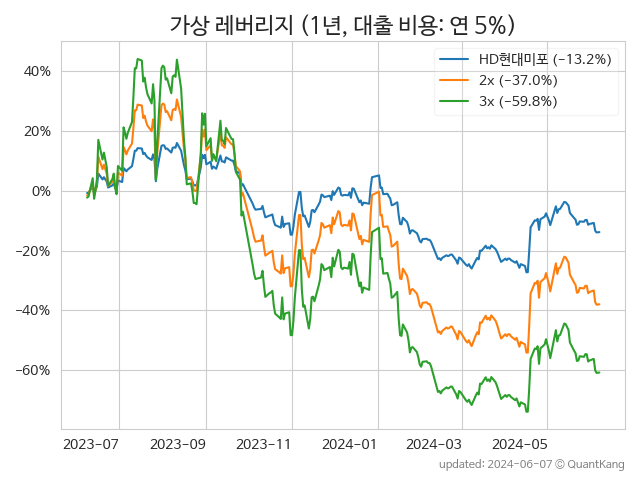 가상 레버리지 (1년, 대출 비용: 연 5%)
HD현대미포 (−13.2%)
2x (−37.0%)
3x (−59.8%)
40%
20%
0%
−20%
−40%
−60%
2023-07 2023-09 2023-11 2024-01 2024-03 2024-05
updated: 2024-06-07 © QuantKang